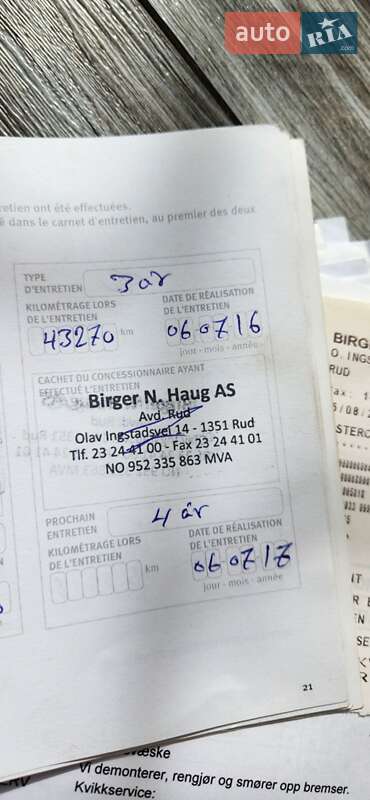 auto RIA.com
retien ont été effectuées.
dans le carnet d'entretien, au premier des deux
TYPE
D'ENTRETIEN
3 år
KILOMÉTRAGE LORS
DE L'ENTRETIEN
43270 km
DATE DE RÉALISATION
DE L'ENTRETIEN
06 07 16
jour - mois - année
CACHET DU CONCESSIONNAIRE AYANT
EFFECTUÉ L'ENTRETIEN
Birger N. Haug AS
Avd. Rud
Olav Ingstadsvei 14 - 1351 Rud
Tlf. 23 24 41 00 - Fax 23 24 41 01
NO 952 335 863 MVA
PROCHAIN
ENTRETIEN
4 år
KILOMÉTRAGE LORS
DE L'ENTRETIEN
km
DATE DE RÉALISATION
DE L'ENTRETIEN
06 07 17
jour - mois - année
21
BIRG
O. INGS
RUD
væske
Vi demonterer, rengjør og smører opp bremser.
Kvikkservice: